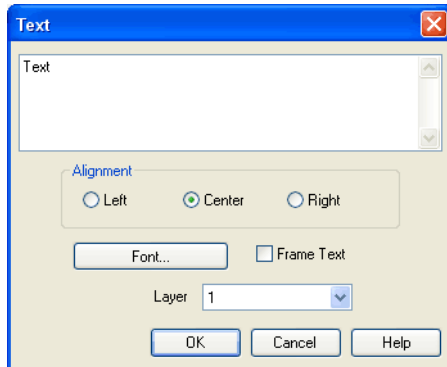 Text
Text
Alignment
Left Center Right
Font... Frame Text
Layer 1
OK Cancel Help